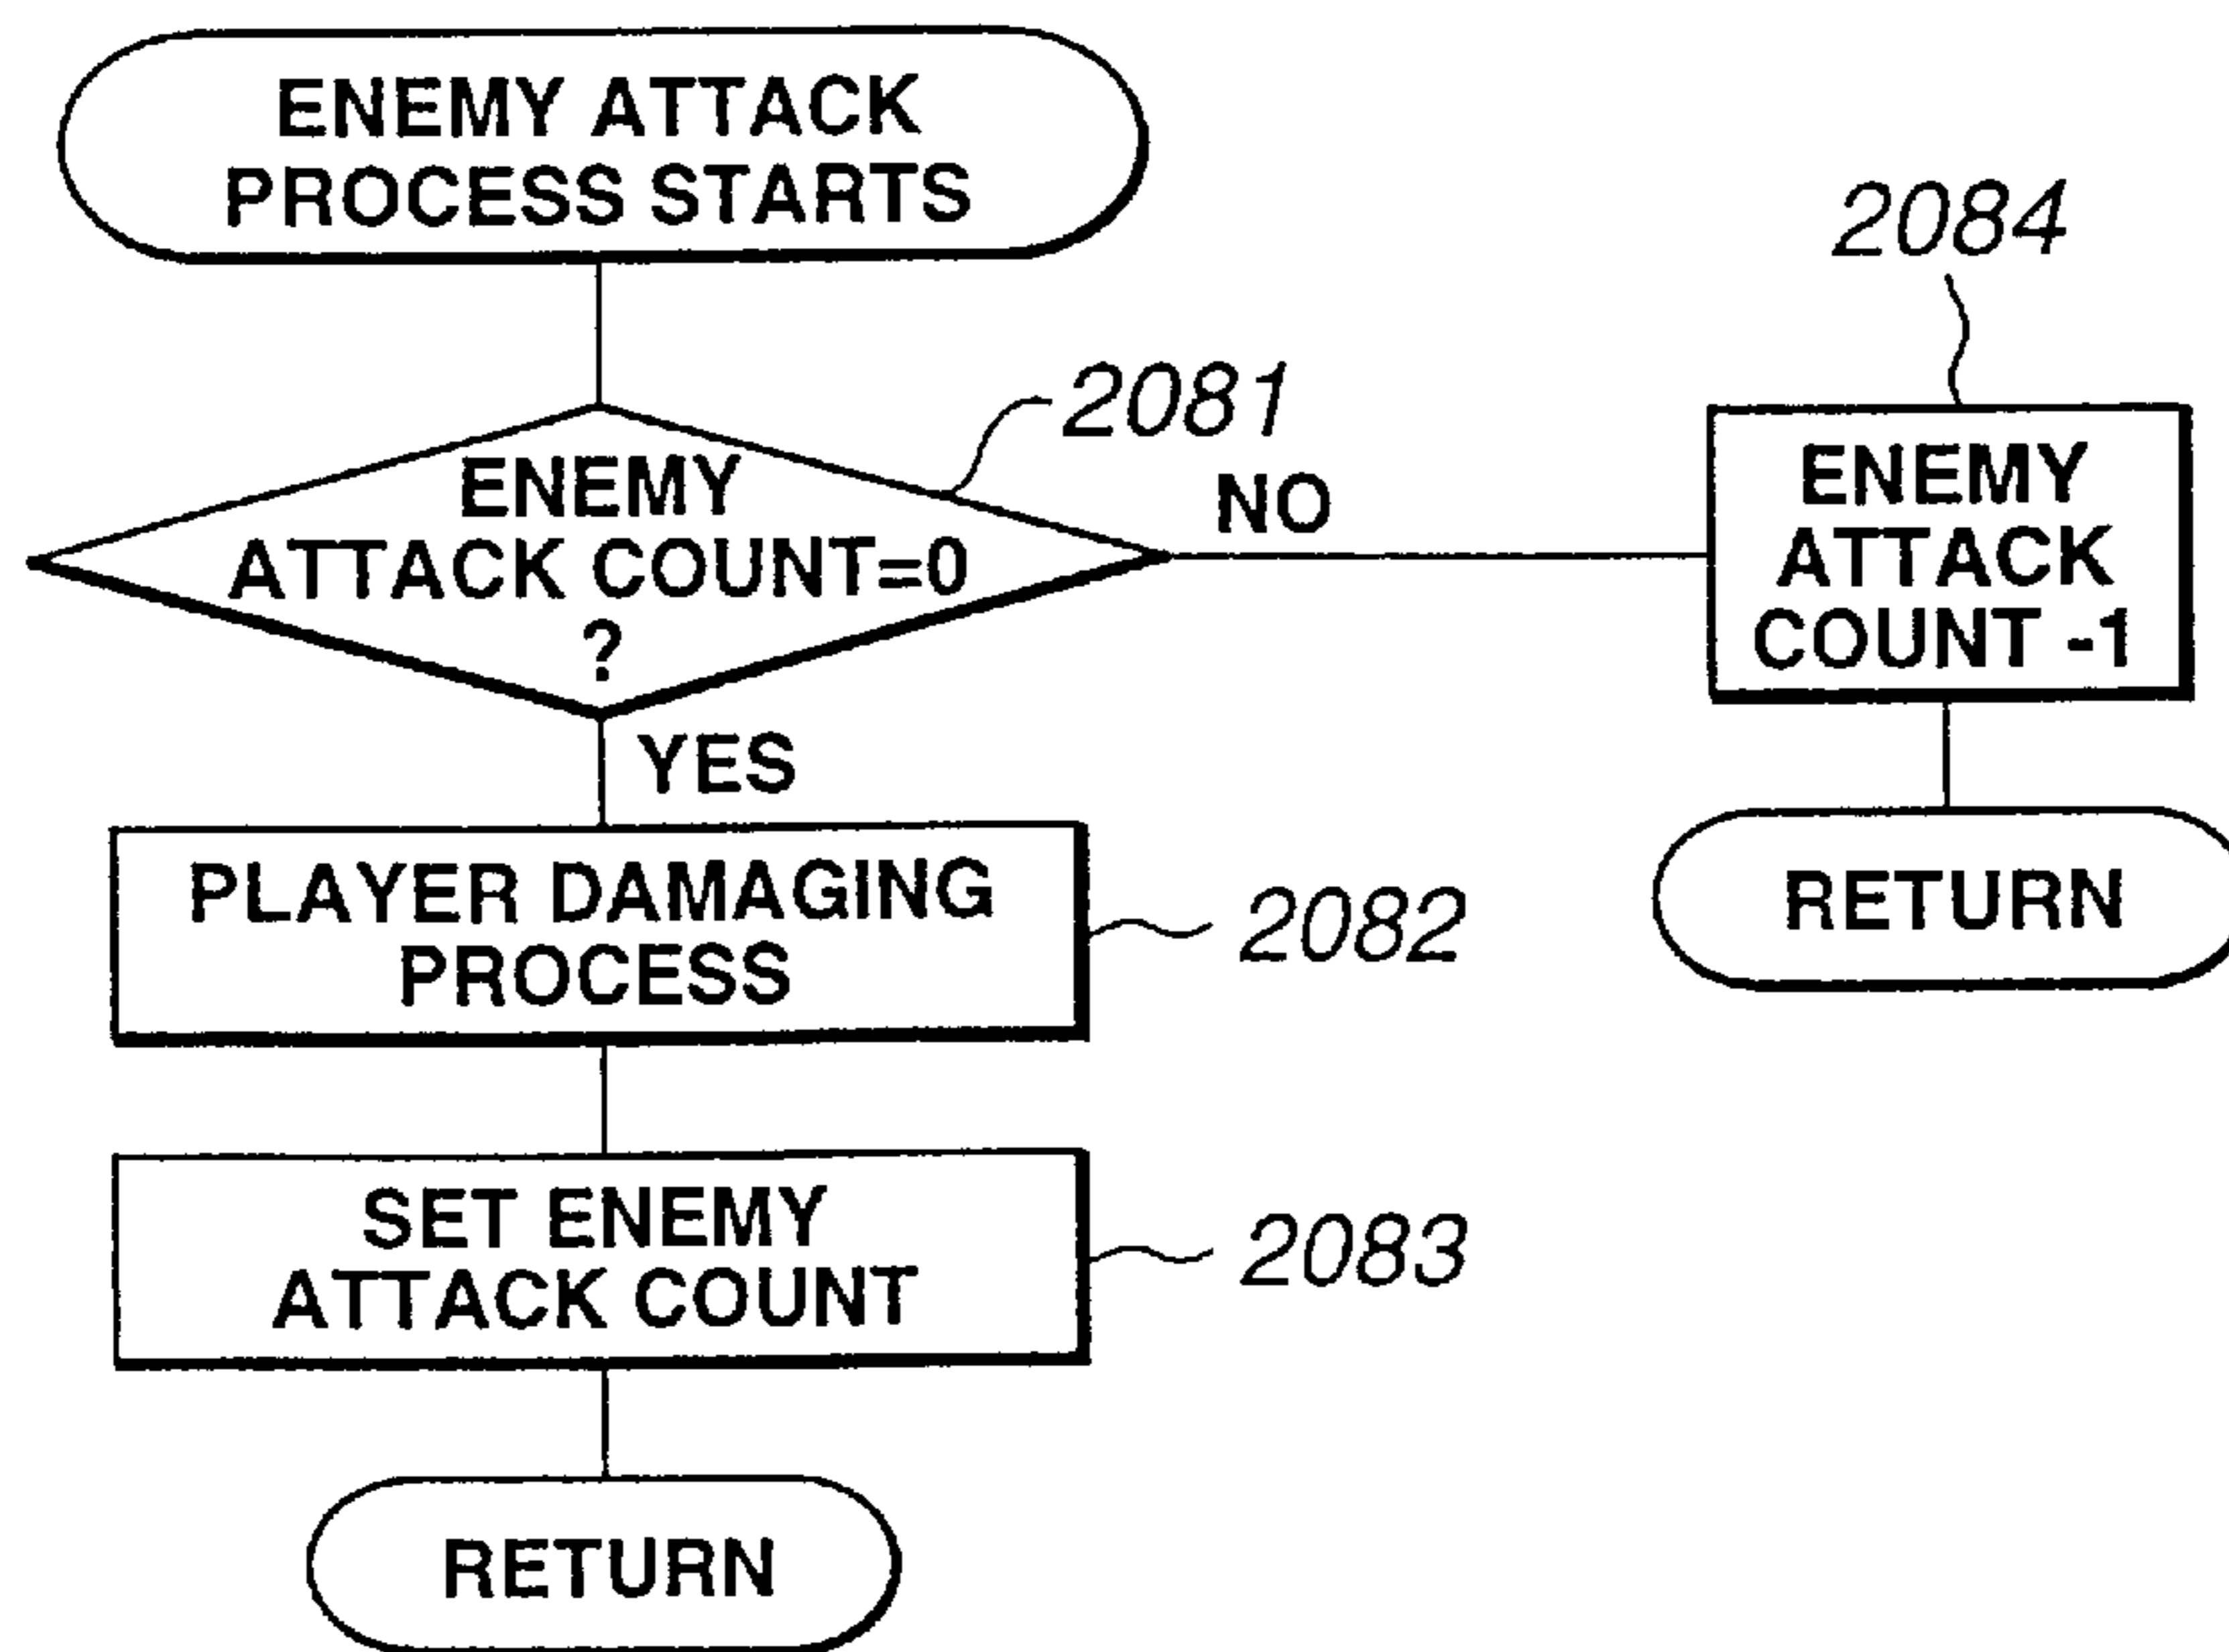 ENEMY ATTACK
PROCESS STARTS
2084
2081
ENEMY
ATTACK COUNT=0
?
NO
ENEMY
ATTACK
COUNT -1
YES
PLAYER DAMAGING
PROCESS
2082
RETURN
SET ENEMY
ATTACK COUNT
2083
RETURN